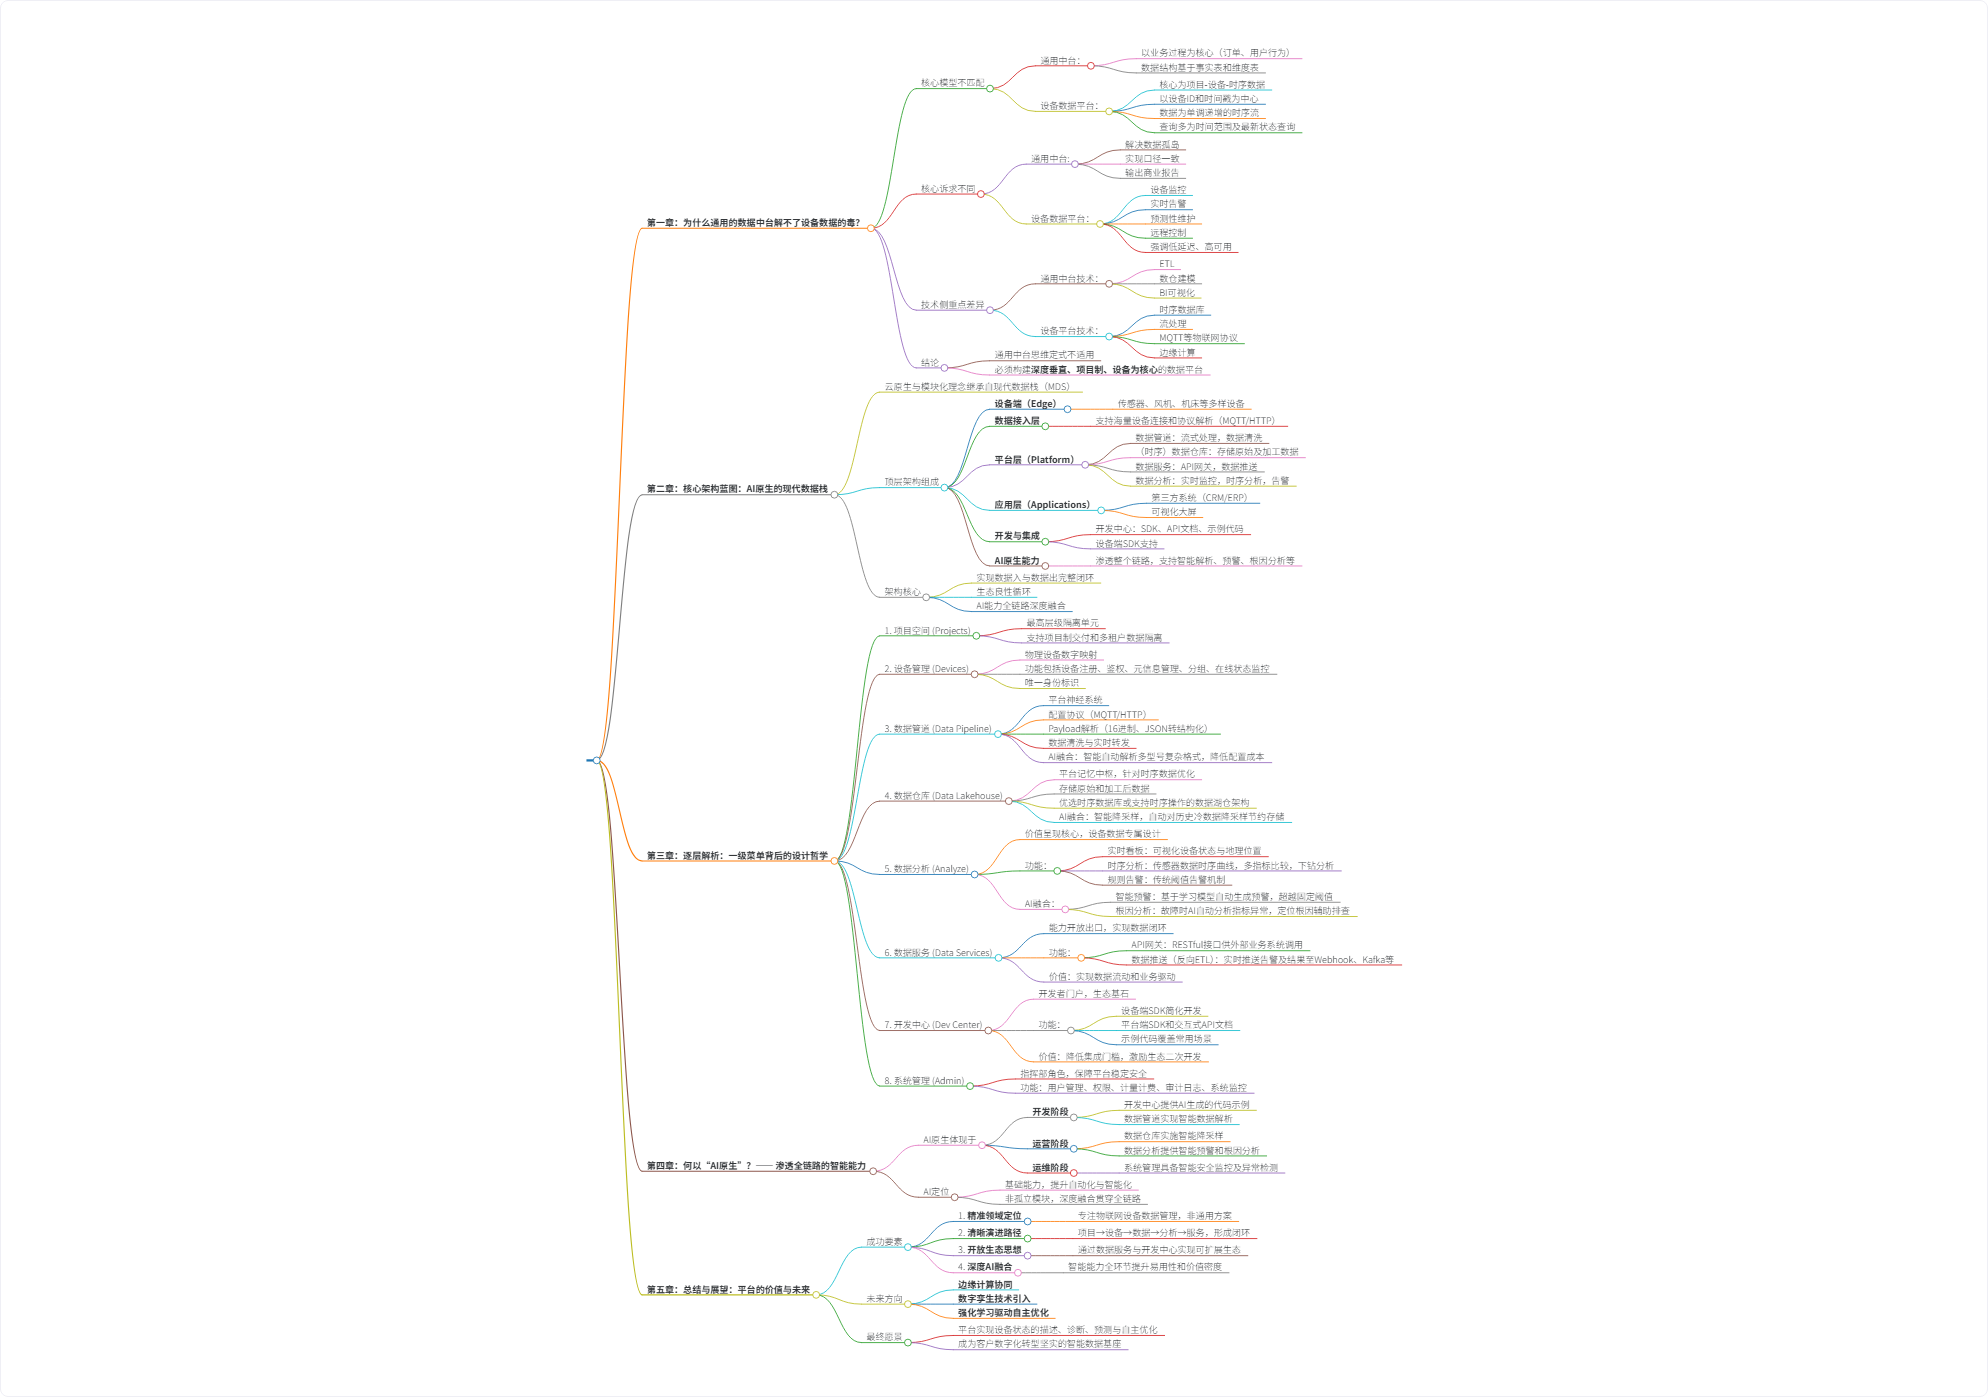 第一章：为什么通用的数据中台解不了设备数据的毒？
核心模型不匹配
通用中台：
以业务过程为核心（订单、用户行为）
数据结构基于事实表和维度表
设备数据平台：
核心为项目-设备-时序数据
以设备ID和时间戳为中心
数据为单调递增的时序流
查询多为时间范围及最新状态查询
核心诉求不同
通用中台:
解决数据孤岛
实现口径一致
输出商业报告
设备数据平台：
设备监控
实时告警
预测性维护
远程控制
强调低延迟、高可用
技术侧重点差异
通用中台技术：
ETL
数仓建模
BI可视化
设备平台技术：
时序数据库
流处理
MQTT等物联网协议
边缘计算
结论
通用中台思维定式不适用
必须构建深度垂直、项目制、设备为核心的数据平台
第二章：核心架构蓝图：AI原生的现代数据栈
云原生与模块化理念继承自现代数据栈（MDS）
顶层架构组成
设备端（Edge）
传感器、风机、机床等多样设备
数据接入层
支持海量设备连接和协议解析（MQTT/HTTP）
平台层（Platform）
数据管道：流式处理，数据清洗
（时序）数据仓库：存储原始及加工数据
数据服务：API网关，数据推送
数据分析：实时监控，时序分析，告警
应用层（Applications）
第三方系统（CRM/ERP）
可视化大屏
开发与集成
开发中心：SDK、API文档、示例代码
设备端SDK支持
AI原生能力
渗透整个链路，支持智能解析、预警、根因分析等
架构核心
实现数据入与数据出完整闭环
生态良性循环
AI能力全链路深度融合
第三章：逐层解析：一级菜单背后的设计哲学
1. 项目空间 (Projects)
最高层级隔离单元
支持项目制交付和多租户数据隔离
2. 设备管理 (Devices)
物理设备数字映射
功能包括设备注册、鉴权、元信息管理、分组、在线状态监控
唯一身份标识
3. 数据管道 (Data Pipeline)
平台神经系统
配置协议（MQTT/HTTP）
Payload解析（16进制、JSON转结构化）
数据清洗与实时转发
AI融合：智能自动解析多型号复杂格式，降低配置成本
4. 数据仓库 (Data Lakehouse)
平台记忆中枢，针对时序数据优化
存储原始和加工后数据
优选时序数据库或支持时序操作的数据湖仓架构
AI融合：智能降采样，自动对历史冷数据降采样节约存储
5. 数据分析 (Analyze)
价值呈现核心，设备数据专属设计
功能：
实时看板：可视化设备状态与地理位置
时序分析：传感器数据时序曲线，多指标比较，下钻分析
规则告警：传统阈值告警机制
AI融合：
智能预警：基于学习模型自动生成预警，超越固定阈值
根因分析：故障时AI自动分析指标异常，定位根因辅助排查
6. 数据服务 (Data Services)
能力开放出口，实现数据闭环
功能：
API网关：RESTful接口供外部业务系统调用
数据推送（反向ETL）：实时推送告警及结果至Webhook、Kafka等
价值：实现数据流动和业务驱动
7. 开发中心 (Dev Center)
开发者门户，生态基石
功能：
设备端SDK简化开发
平台端SDK和交互式API文档
示例代码覆盖常用场景
价值：降低集成门槛，激励生态二次开发
8. 系统管理 (Admin)
指挥部角色，保障平台稳定安全
功能：用户管理、权限、计量计费、审计日志、系统监控
第四章：何以“AI原生”？—— 渗透全链路的智能能力
AI原生体现于
开发阶段
开发中心提供AI生成的代码示例
数据管道实现智能数据解析
运营阶段
数据仓库实施智能降采样
数据分析提供智能预警和根因分析
运维阶段
系统管理具备智能安全监控及异常检测
AI定位
基础能力，提升自动化与智能化
非孤立模块，深度融合贯穿全链路
第五章：总结与展望：平台的价值与未来
成功要素
1. 精准领域定位
专注物联网设备数据管理，非通用方案
2. 清晰演进路径
项目→设备→数据→分析→服务，形成闭环
3. 开放生态思想
通过数据服务与开发中心实现可扩展生态
4. 深度AI融合
智能能力全环节提升易用性和价值密度
未来方向
边缘计算协同
数字孪生技术引入
强化学习驱动自主优化
最终愿景
平台实现设备状态的描述、诊断、预测与自主优化
成为客户数字化转型坚实的智能数据基座